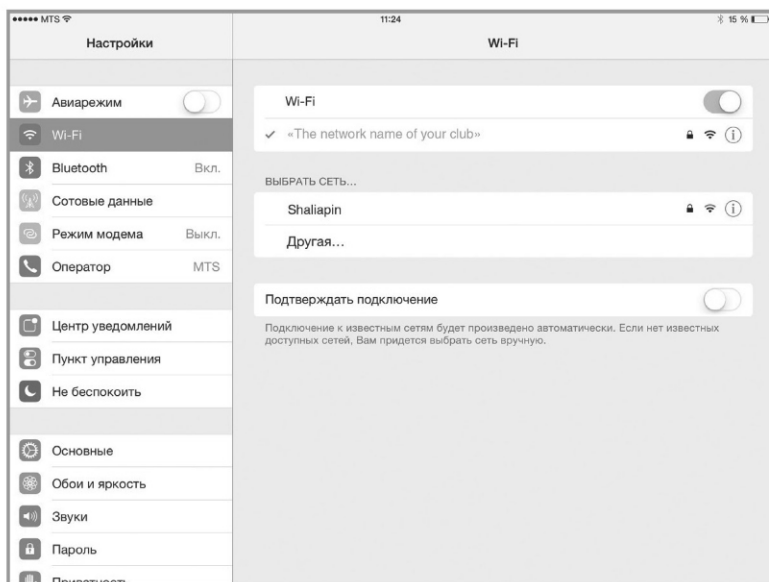 MTS
11:24
15 %
Настройки
Wi-Fi
Авиарежим
Wi-Fi
Bluetooth
Вкл.
Сотовые данные
Режим модема
Выкл.
Оператор
MTS
Центр уведомлений
Пункт управления
Не беспокоить
Основные
Обои и яркость
Звуки
Пароль
Приватность
Wi-Fi
«The network name of your club»
ВЫБРАТЬ СЕТЬ...
Shaliapin
Другая...
Подтверждать подключение
Подключение к известным сетям будет произведено автоматически. Если нет известных
доступных сетей, Вам придется выбрать сеть вручную.